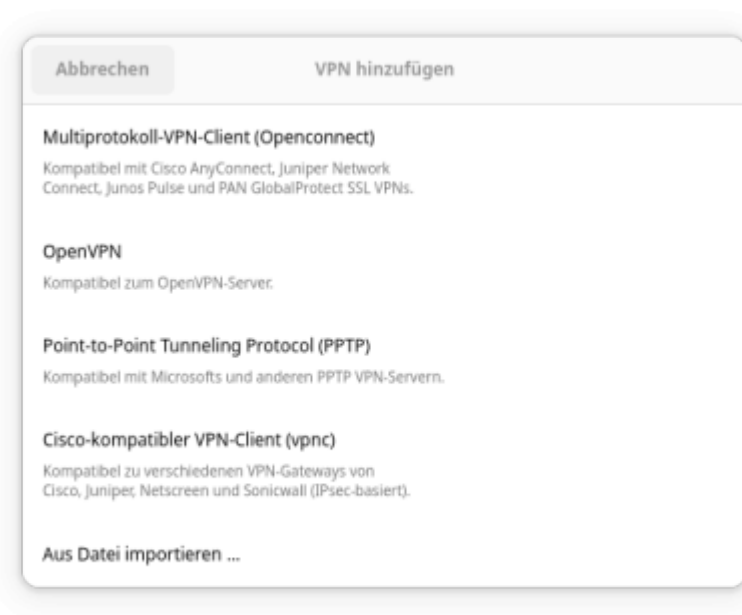 Abbrechen VPN hinzufügen
Multiprotokoll-VPN-Client (Openconnect)
Kompatibel mit Cisco AnyConnect, Juniper Network
Connect, Junos Pulse und PAN GlobalProtect SSL VPNs.
OpenVPN
Kompatibel zum OpenVPN-Server.
Point-to-Point Tunneling Protocol (PPTP)
Kompatibel mit Microsofts und anderen PPTP VPN-Servern.
Cisco-kompatibler VPN-Client (vpnc)
Kompatibel zu verschiedenen VPN-Gateways von
Cisco, Juniper, Netscreen und Sonicwall (IPsec-basiert).
Aus Datei importieren ...